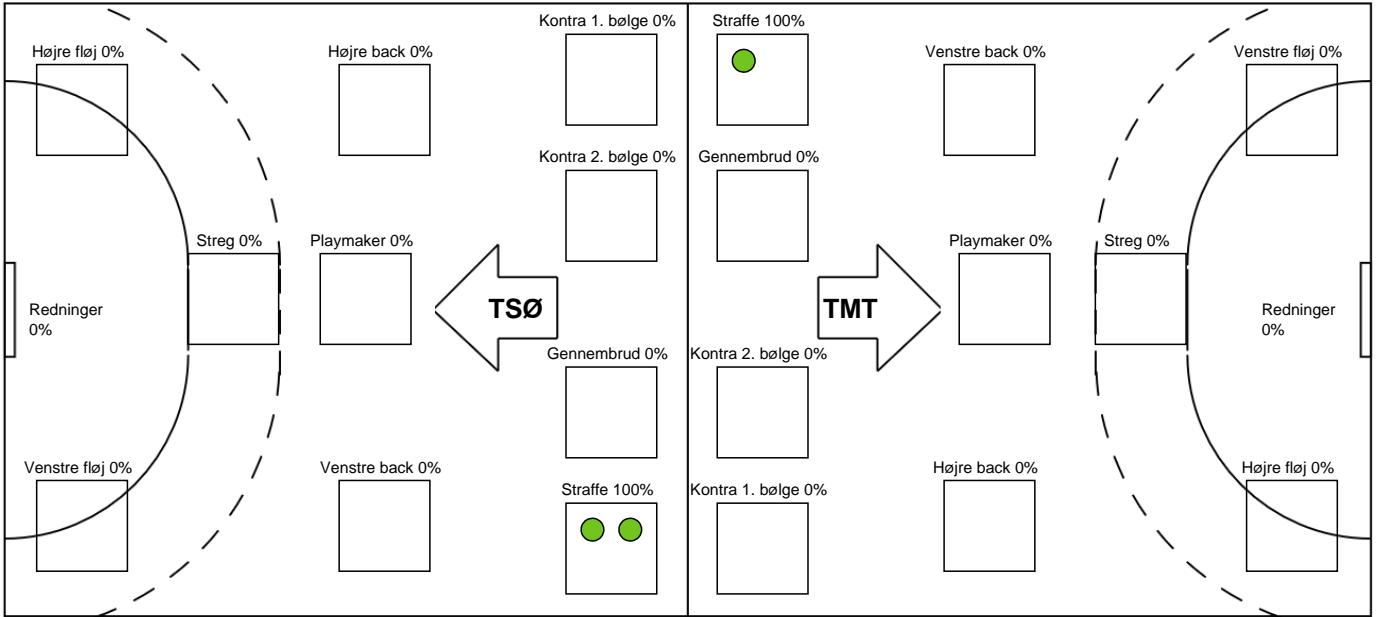 Kontra 1. bølge 0%
Straffe 100%
Højre fløj 0%
Højre back 0%
Venstre back 0%
Venstre fløj 0%
Kontra 2. bølge 0%
Gennembrud 0%
Streg 0%
Playmaker 0%
Playmaker 0%
Streg 0%
Redninger
0%
TSØ
TMT
Redninger
0%
Gennembrud 0%
Kontra 2. bølge 0%
Venstre fløj 0%
Venstre back 0%
Højre back 0%
Højre fløj 0%
Straffe 100%
Kontra 1. bølge 0%